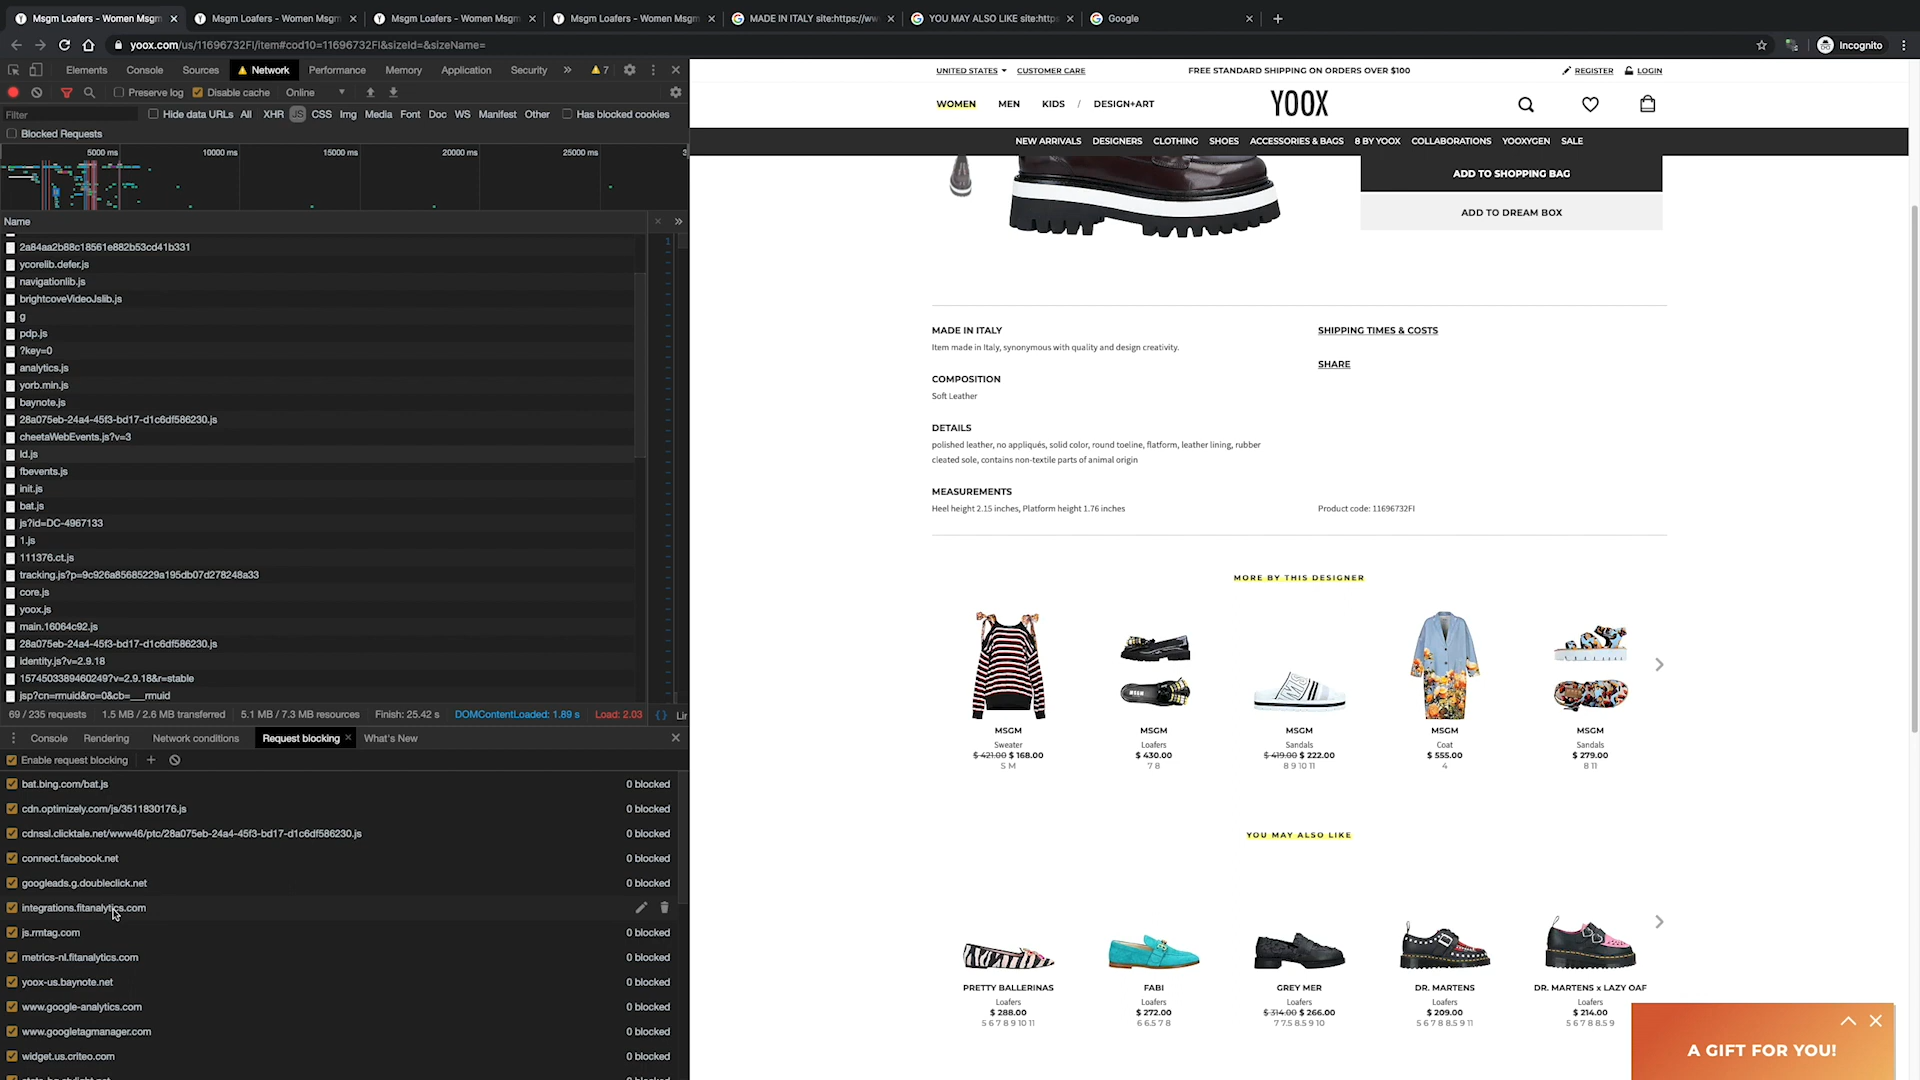 Msgm Loafers - Women Msgm
Msgm Loafers - Women Msgm
Msgm Loafers - Women Msgm
Msgm Loafers - Women Msgm
MADE IN ITALY site:https://ww
YOU MAY ALSO LIKE site:https
Google
yoox.com/us/11696732FI/item#cod10=11696732FI&sizeId=&sizeName=
Incognito
Elements
Console
Sources
Network
Performance
Memory
Application
Security
7
Preserve log
Disable cache
Online
Filter
Hide data URLs
All
XHR
JS
CSS
Img
Media
Font
Doc
WS
Manifest
Other
Has blocked cookies
Blocked Requests
5000 ms
10000 ms
15000 ms
20000 ms
25000 ms
3
Name
1
2a84aa2b88c18561e882b53cd41b331
ycorelib.defer.js
navigationlib.js
brightcoveVideoJslib.js
g
pdp.js
?key=0
analytics.js
yorb.min.js
baynote.js
28a075eb-24a4-45f3-bd17-d1c6df586230.js
cheetaWebEvents.js?v=3
ld.js
fbevents.js
init.js
bat.js
js?id=DC-4967133
1.js
111376.ct.js
tracking.js?p=9c926a85685229a195db07d278248a33
core.js
yoox.js
main.16064c92.js
28a075eb-24a4-45f3-bd17-d1c6df586230.js
identity.js?v=2.9.18
1574503389460249?v=2.9.18&r=stable
jsp?cn=rmuid&ro=0&cb=___rmuid
69 / 235 requests
1.5 MB / 2.6 MB transferred
5.1 MB / 7.3 MB resources
Finish: 25.42 s
DOMContentLoaded: 1.89 s
Load: 2.03
{ }
Lin
Console
Rendering
Network conditions
Request blocking
What's New
Enable request blocking
bat.bing.com/bat.js
0 blocked
cdn.optimizely.com/js/3511830176.js
0 blocked
cdnssl.clicktale.net/www46/ptc/28a075eb-24a4-45f3-bd17-d1c6df586230.js
0 blocked
connect.facebook.net
0 blocked
googleads.g.doubleclick.net
0 blocked
integrations.fitanalytics.com
js.rmtag.com
0 blocked
metrics-nl.fitanalytics.com
0 blocked
yoox-us.baynote.net
0 blocked
www.google-analytics.com
0 blocked
www.googletagmanager.com
0 blocked
widget.us.criteo.com
0 blocked
UNITED STATES
CUSTOMER CARE
FREE STANDARD SHIPPING ON ORDERS OVER $100
REGISTER
LOGIN
WOMEN
MEN
KIDS
/
DESIGN+ART
YOOX
NEW ARRIVALS
DESIGNERS
CLOTHING
SHOES
ACCESSORIES & BAGS
8 BY YOOX
COLLABORATIONS
YOOXYGEN
SALE
ADD TO SHOPPING BAG
ADD TO DREAM BOX
MADE IN ITALY
Item made in Italy, synonymous with quality and design creativity.
SHIPPING TIMES & COSTS
SHARE
COMPOSITION
Soft Leather
DETAILS
polished leather, no appliqués, solid color, round toeline, flatform, leather lining, rubber
cleated sole, contains non-textile parts of animal origin
MEASUREMENTS
Heel height 2.15 inches, Platform height 1.76 inches
Product code: 11696732FI
MORE BY THIS DESIGNER
MSGM
Sweater
$ 421.00 $ 168.00
S M
MSGM
Loafers
$ 430.00
7 8
MSGM
Sandals
$ 419.00 $ 222.00
8 9 10 11
MSGM
Coat
$ 555.00
4
MSGM
Sandals
$ 279.00
8 11
YOU MAY ALSO LIKE
PRETTY BALLERINAS
Loafers
$ 288.00
5 6 7 8 9 10 11
FABI
Loafers
$ 272.00
6 6.5 7 8
GREY MER
Loafers
$ 314.00 $ 266.00
7 7.5 8.5 9 10
DR. MARTENS
Loafers
$ 209.00
5 6 7 8 8.5 9 11
DR. MARTENS x LAZY OAF
Loafers
$ 214.00
5 6 7 8 8.5 9
A GIFT FOR YOU!